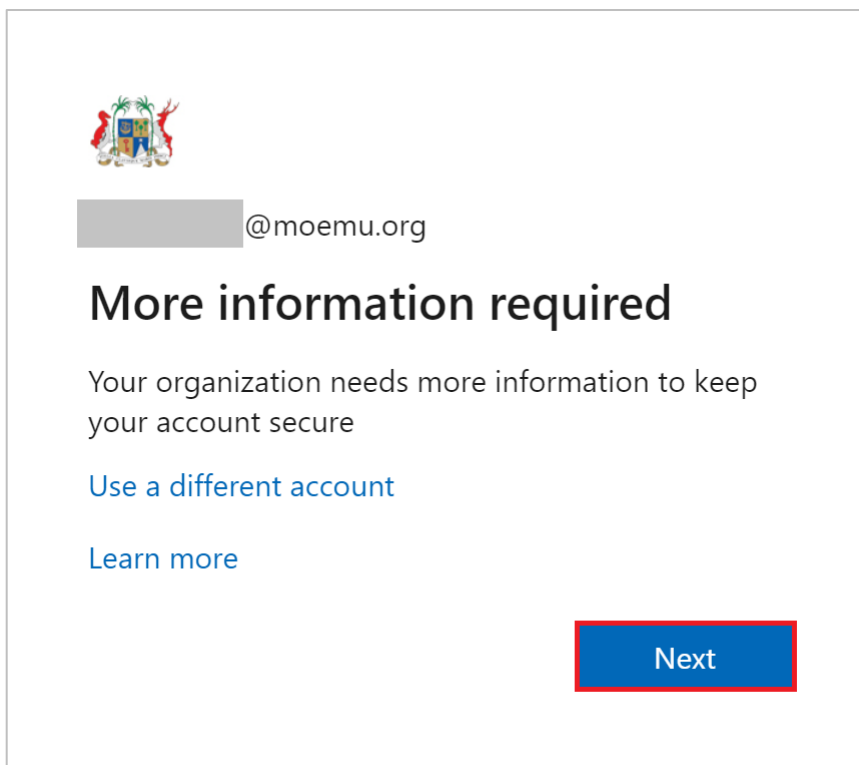 @moemu.org
More information required
Your organization needs more information to keep
your account secure
Use a different account
Learn more
Next